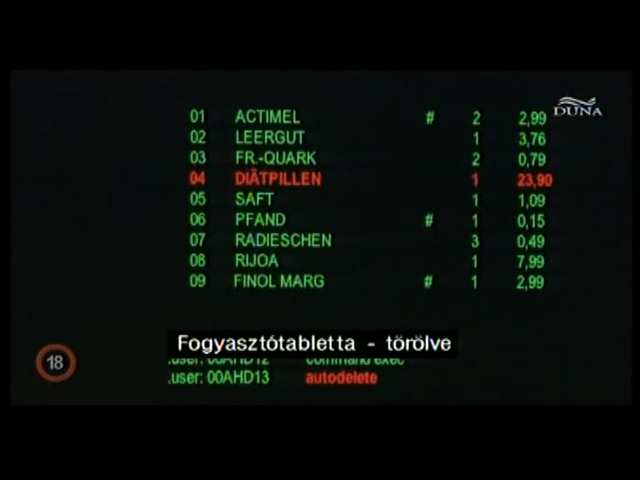 DUNA
01 ACTIMEL # 2 2,99
02 LEERGUT 1 3,76
03 FR.-QUARK 2 0,79
04 DIÄTPILLEN 1 23,90
05 SAFT 1 1,09
06 PFAND # 1 0,15
07 RADIESCHEN 3 0,49
08 RIJOA 1 7,99
09 FINOL MARG # 1 2,99
Fogyasztótabletta - törölve
18
.user: 00AHD12 command exec
.user: 00AHD13 autodelete